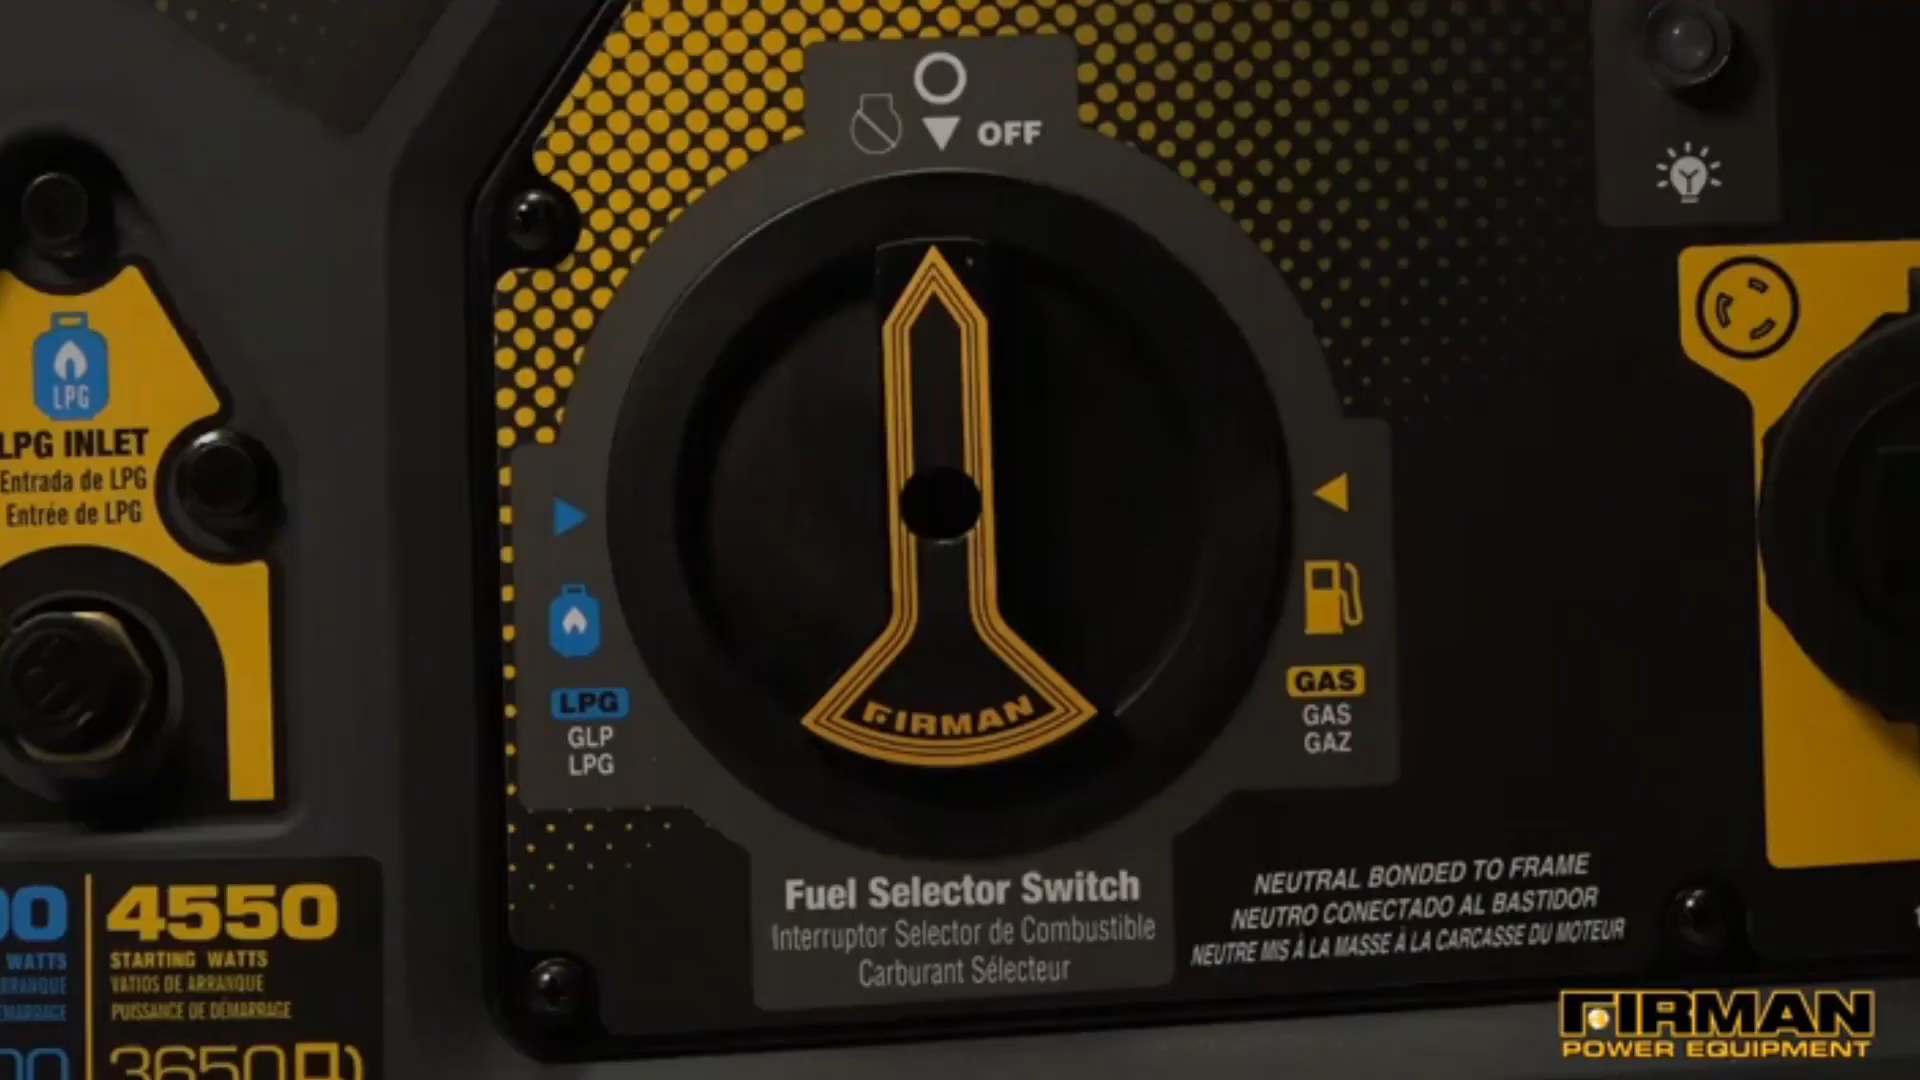 OFF
LPG
LPG INLET
Entrada de LPG
Entrée de LPG
LPG
GLP
LPG
GAS
GAS
GAZ
FIRMAN
Fuel Selector Switch
Interruptor Selector de Combustible
Carburant Sélecteur
NEUTRAL BONDED TO FRAME
NEUTRO CONECTADO AL BASTIDOR
NEUTRE MIS À LA MASSE À LA CARCASSE DU MOTEUR
WATTS
4550
STARTING WATTS
VATIOS DE ARRANQUE
PUISSANCE DE DÉMARRAGE
3650
FIRMAN
POWER EQUIPMENT